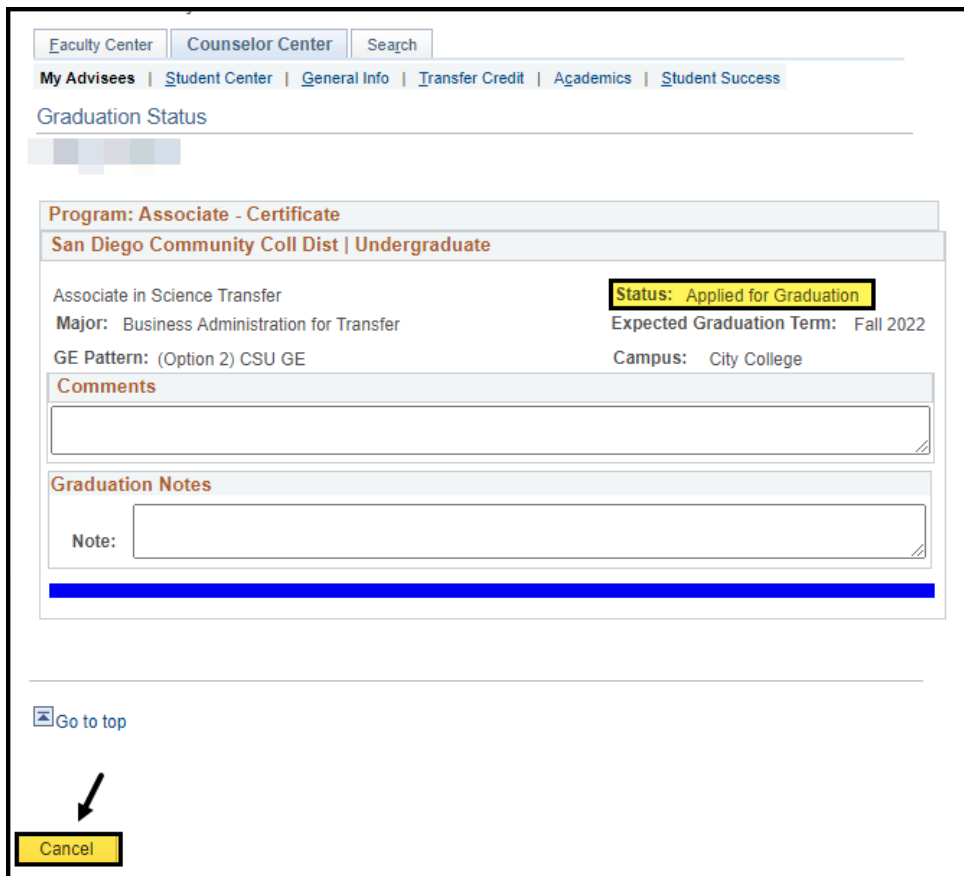 Faculty Center Counselor Center Search
My Advisees | Student Center | General Info | Transfer Credit | Academics | Student Success
Graduation Status
Program: Associate - Certificate
San Diego Community Coll Dist | Undergraduate
Associate in Science Transfer Status: Applied for Graduation
Major: Business Administration for Transfer Expected Graduation Term: Fall 2022
GE Pattern: (Option 2) CSU GE Campus: City College
Comments
Graduation Notes
Note:
Go to top
Cancel